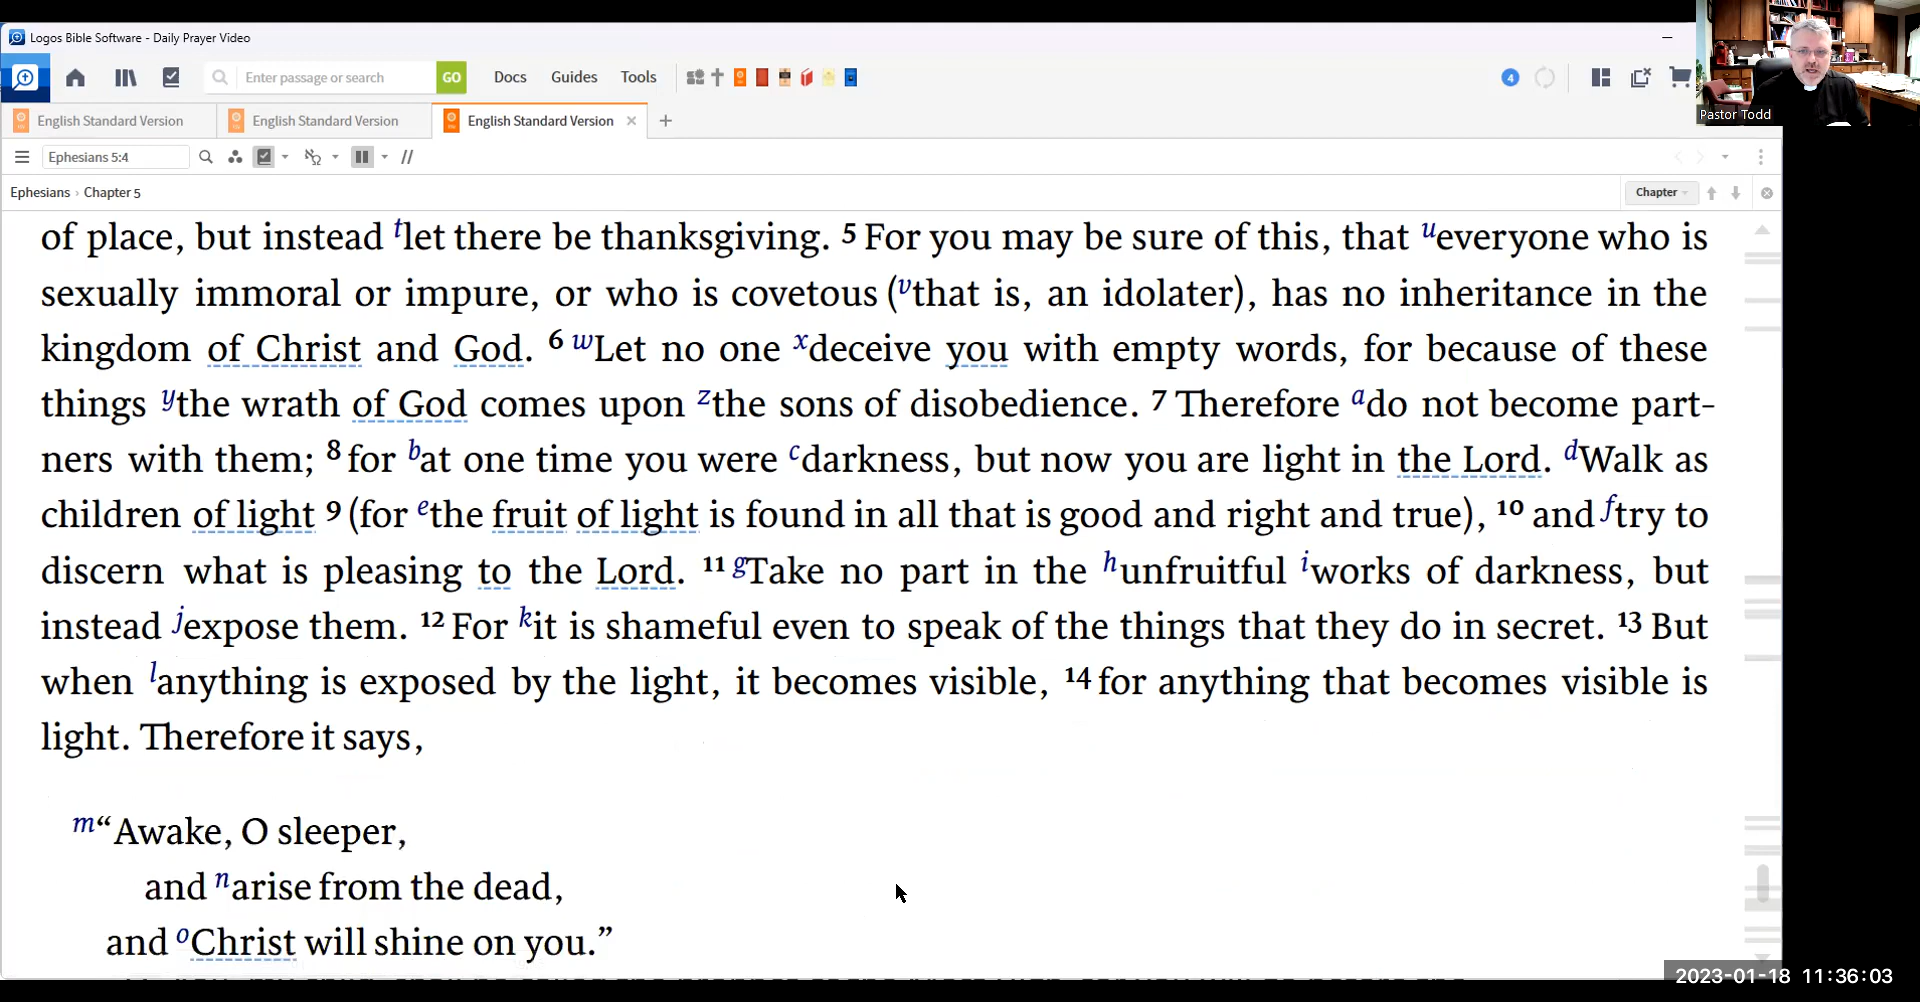 Logos Bible Software - Daily Prayer Video
Enter passage or search GO Docs Guides Tools 4
Pastor Todd
English Standard Version English Standard Version English Standard Version
Ephesians 5:4
Ephesians › Chapter 5 Chapter
of place, but instead tlet there be thanksgiving. 5 For you may be sure of this, that ueveryone who is
sexually immoral or impure, or who is covetous (vthat is, an idolater), has no inheritance in the
kingdom of Christ and God. 6 wLet no one xdeceive you with empty words, for because of these
things ythe wrath of God comes upon zthe sons of disobedience. 7 Therefore ado not become part-
ners with them; 8 for bat one time you were cdarkness, but now you are light in the Lord. dWalk as
children of light 9 (for ethe fruit of light is found in all that is good and right and true), 10 and ftry to
discern what is pleasing to the Lord. 11 gTake no part in the hunfruitful iworks of darkness, but
instead jexpose them. 12 For kit is shameful even to speak of the things that they do in secret. 13 But
when lanything is exposed by the light, it becomes visible, 14 for anything that becomes visible is
light. Therefore it says,
m“Awake, O sleeper,
and narise from the dead,
and oChrist will shine on you.”
2023-01-18 11:36:03